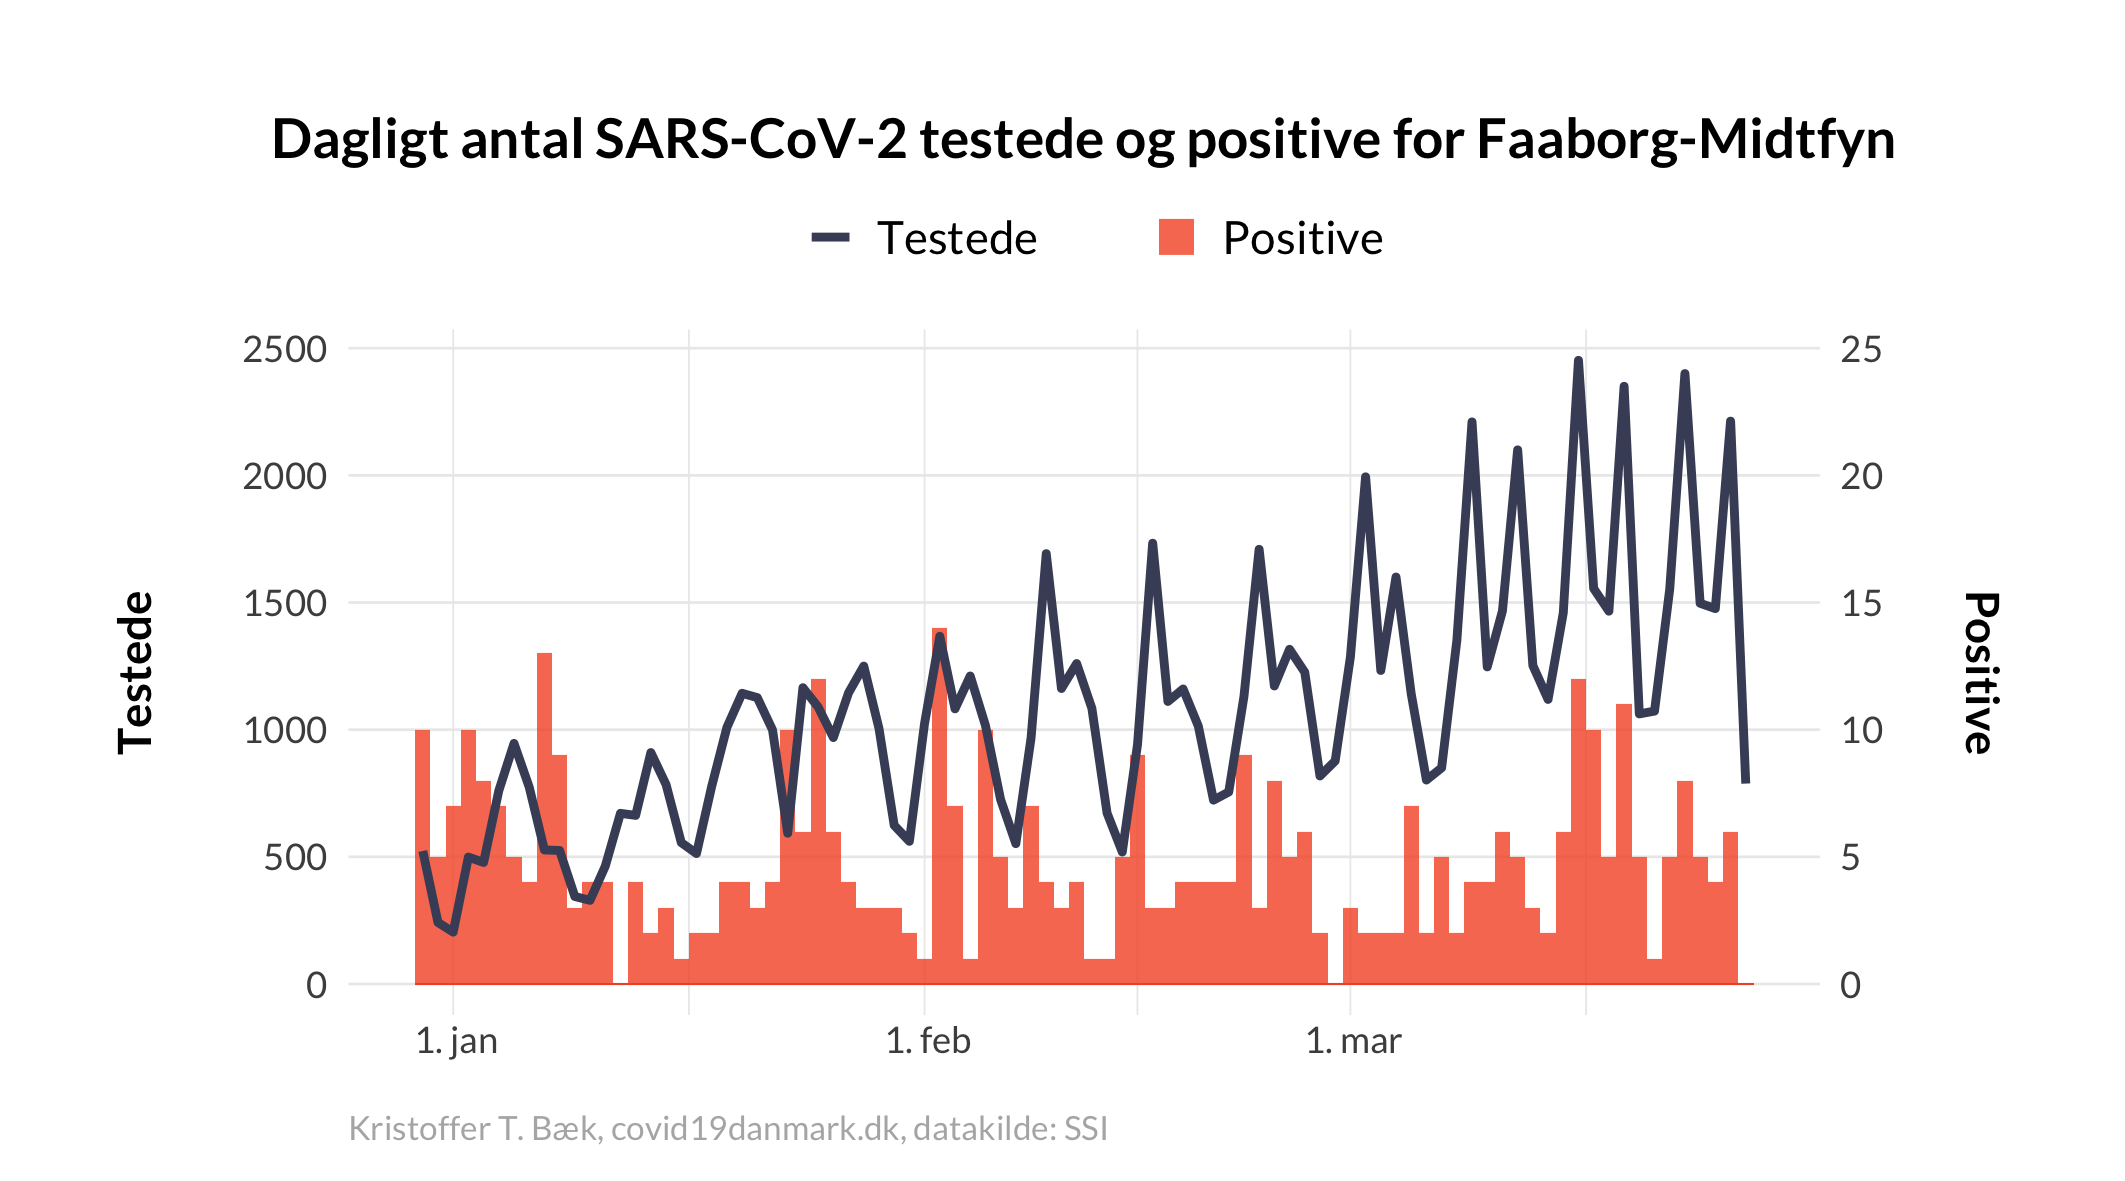 Dagligt antal SARS-CoV-2 testede og positive for Faaborg-Midtfyn
Testede
Positive
2500
2000
1500
1000
500
0
25
20
15
10
5
0
Testede
Positive
1. jan
1. feb
1. mar
Kristoffer T. Bæk, covid19danmark.dk, datakilde: SSI